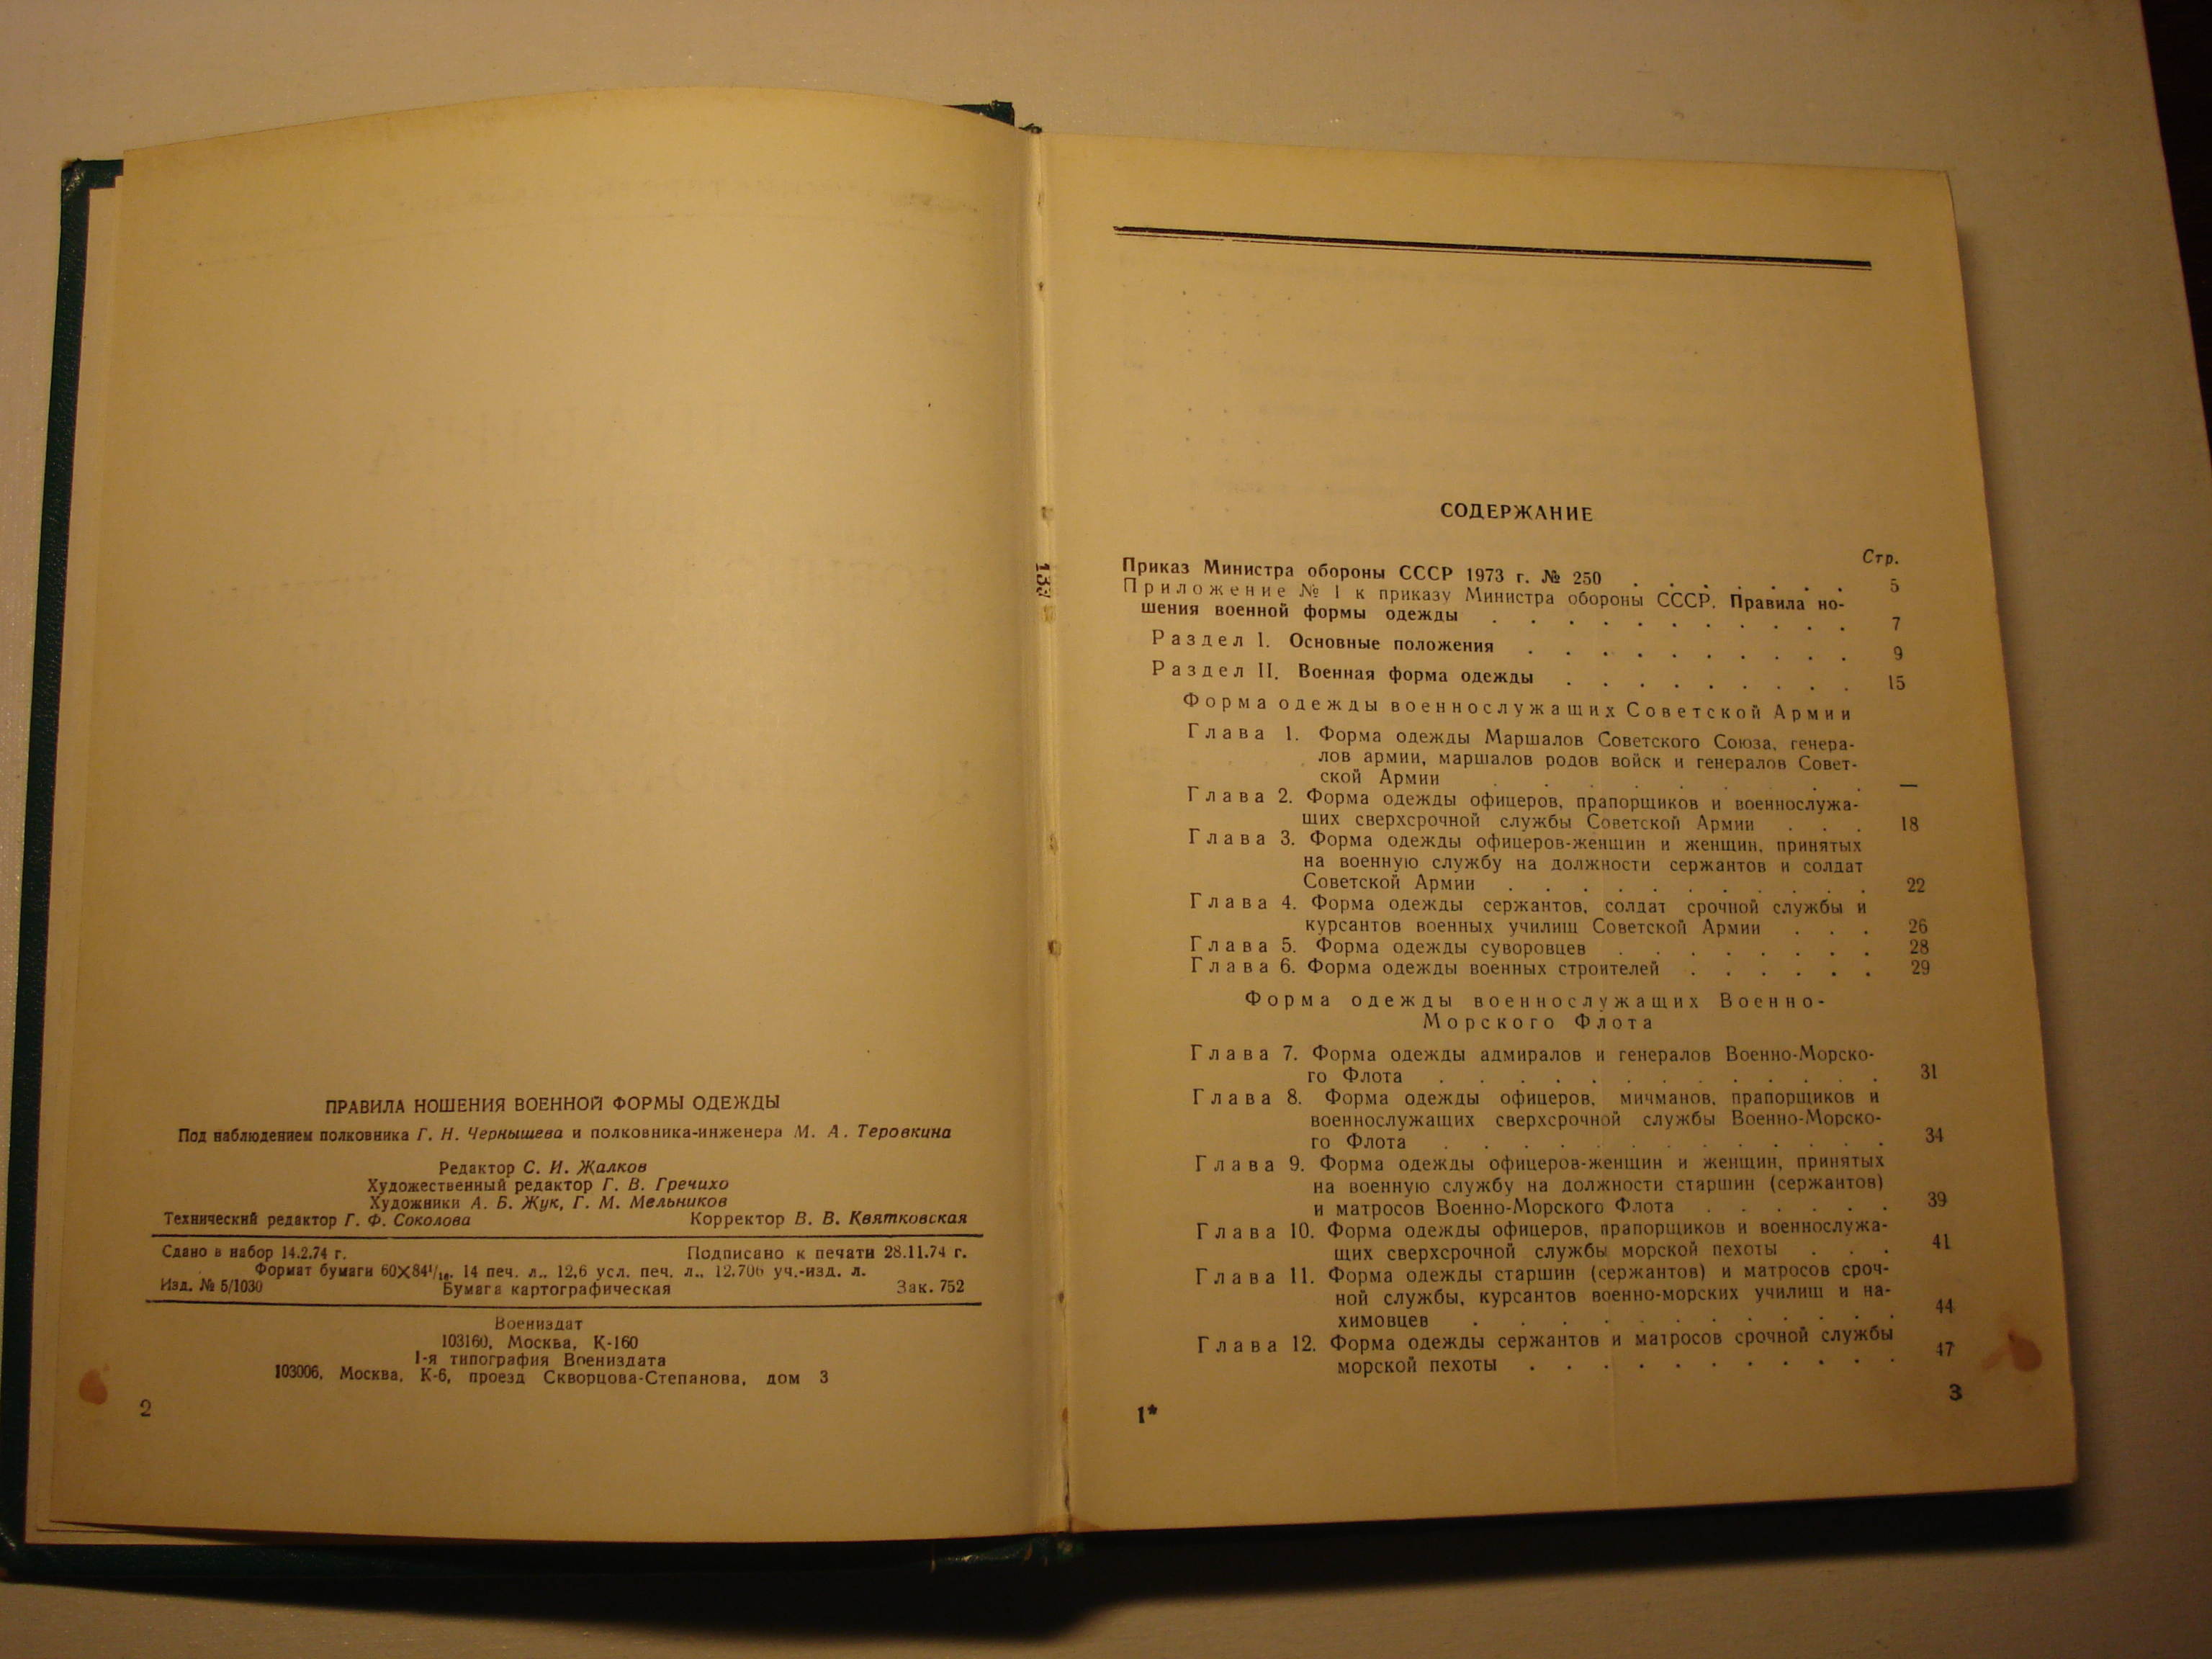 ПРАВИЛА НОШЕНИЯ ВОЕННОЙ ФОРМЫ ОДЕЖДЫ
Под наблюдением полковника Г. Н. Чернышева и полковника-инженера М. А. Теровкина
Редактор С. И. Жалков
Художественный редактор Г. В. Гречихо
Художники А. Б. Жук, Г. М. Мельников
Технический редактор Г. Ф. Соколова Корректор В. В. Квятковская
Сдано в набор 14.2.74 г. Подписано к печати 28.11.74 г.
Формат бумаги 60×84¹/₁₆. 14 печ. л., 12,6 усл. печ. л., 12,706 уч.-изд. л.
Изд. № 5/1030 Бумага картографическая Зак. 752
Воениздат
103160, Москва, К-160
1-я типография Воениздата
103006, Москва, К-6, проезд Скворцова-Степанова, дом 3
2
133
СОДЕРЖАНИЕ
Стр.
Приказ Министра обороны СССР 1973 г. № 250 . . . . . . 5
Приложение № 1 к приказу Министра обороны СССР. Правила но-
шения военной формы одежды . . . . . . . . . . 7
Раздел I. Основные положения . . . . . . . . . 9
Раздел II. Военная форма одежды . . . . . . . . 15
Форма одежды военнослужащих Советской Армии
Глава 1. Форма одежды Маршалов Советского Союза, генера-
лов армии, маршалов родов войск и генералов Совет-
ской Армии . . . . . . . . . . —
Глава 2. Форма одежды офицеров, прапорщиков и военнослужа-
щих сверхсрочной службы Советской Армии . . . 18
Глава 3. Форма одежды офицеров-женщин и женщин, принятых
на военную службу на должности сержантов и солдат
Советской Армии . . . . . . . . . . 22
Глава 4. Форма одежды сержантов, солдат срочной службы и
курсантов военных училищ Советской Армии . . . 26
Глава 5. Форма одежды суворовцев . . . . . . . 28
Глава 6. Форма одежды военных строителей . . . . . . 29
Форма одежды военнослужащих Военно-
Морского Флота
Глава 7. Форма одежды адмиралов и генералов Военно-Морско-
го Флота . . . . . . . . . . . . 31
Глава 8. Форма одежды офицеров, мичманов, прапорщиков и
военнослужащих сверхсрочной службы Военно-Морско-
го Флота . . . . . . . . . . . . 34
Глава 9. Форма одежды офицеров-женщин и женщин, принятых
на военную службу на должности старшин (сержантов)
и матросов Военно-Морского Флота . . . . . . 39
Глава 10. Форма одежды офицеров, прапорщиков и военнослужа-
щих сверхсрочной службы морской пехоты . . . 41
Глава 11. Форма одежды старшин (сержантов) и матросов сроч-
ной службы, курсантов военно-морских училищ и на-
химовцев . . . . . . . . . . . 44
Глава 12. Форма одежды сержантов и матросов срочной службы
морской пехоты . . . . . . . . . . 47
1*
3